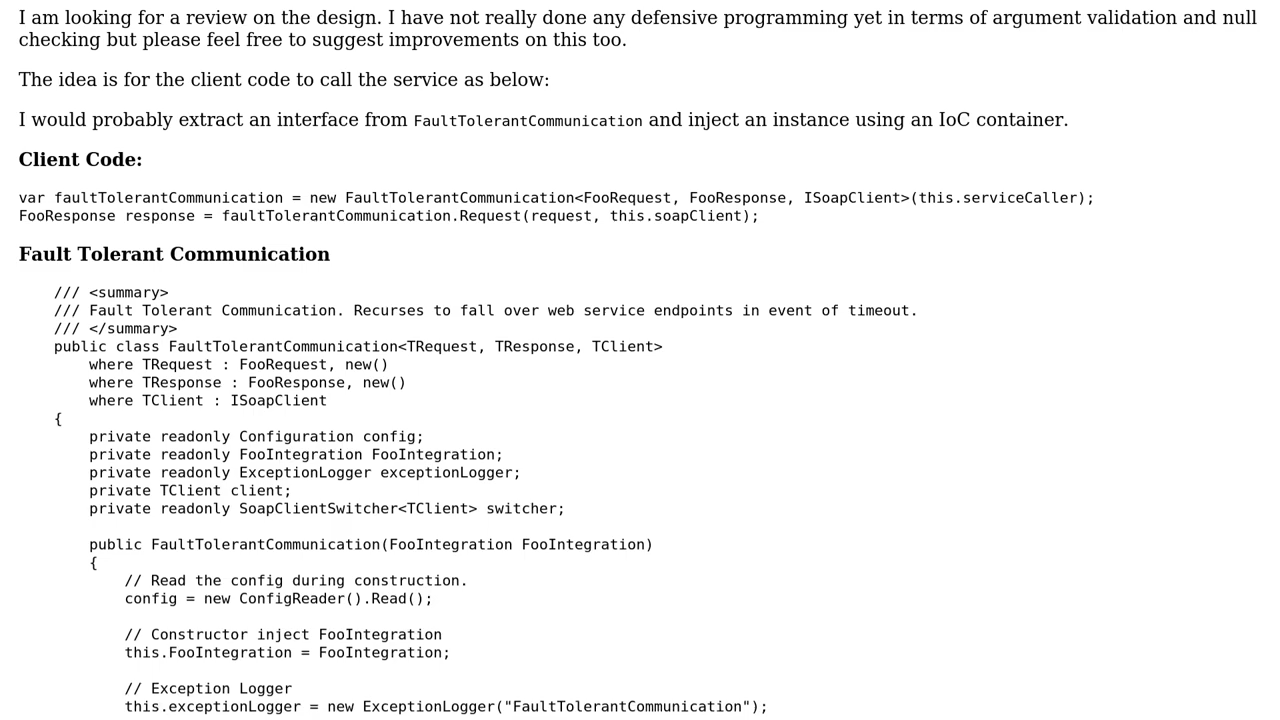 I am looking for a review on the design. I have not really done any defensive programming yet in terms of argument validation and null
checking but please feel free to suggest improvements on this too.
The idea is for the client code to call the service as below:
I would probably extract an interface from FaultTolerantCommunication and inject an instance using an IoC container.
Client Code:
var faultTolerantCommunication = new FaultTolerantCommunication<FooRequest, FooResponse, ISoapClient>(this.serviceCaller);
FooResponse response = faultTolerantCommunication.Request(request, this.soapClient);
Fault Tolerant Communication
    /// <summary>
    /// Fault Tolerant Communication. Recurses to fall over web service endpoints in event of timeout.
    /// </summary>
    public class FaultTolerantCommunication<TRequest, TResponse, TClient>
        where TRequest : FooRequest, new()
        where TResponse : FooResponse, new()
        where TClient : ISoapClient
    {
        private readonly Configuration config;
        private readonly FooIntegration FooIntegration;
        private readonly ExceptionLogger exceptionLogger;
        private TClient client;
        private readonly SoapClientSwitcher<TClient> switcher;
        public FaultTolerantCommunication(FooIntegration FooIntegration)
        {
            // Read the config during construction.
            config = new ConfigReader().Read();
            // Constructor inject FooIntegration
            this.FooIntegration = FooIntegration;
            // Exception Logger
            this.exceptionLogger = new ExceptionLogger("FaultTolerantCommunication");